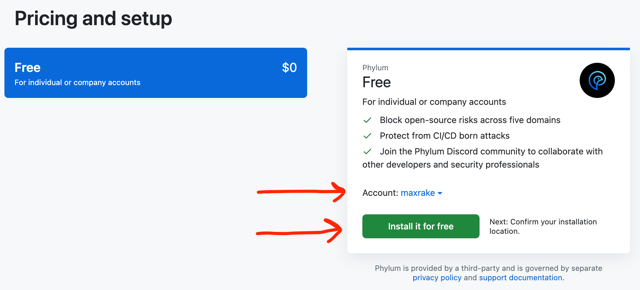 Pricing and setup
Free
$0
For individual or company accounts
Phylum
Free
For individual or company accounts
Block open-source risks across five domains
Protect from CI/CD born attacks
Join the Phylum Discord community to collaborate with
other developers and security professionals
Account: maxrake
Install it for free
Next: Confirm your installation
location.
Phylum is provided by a third-party and is governed by separate
privacy policy and support documentation.